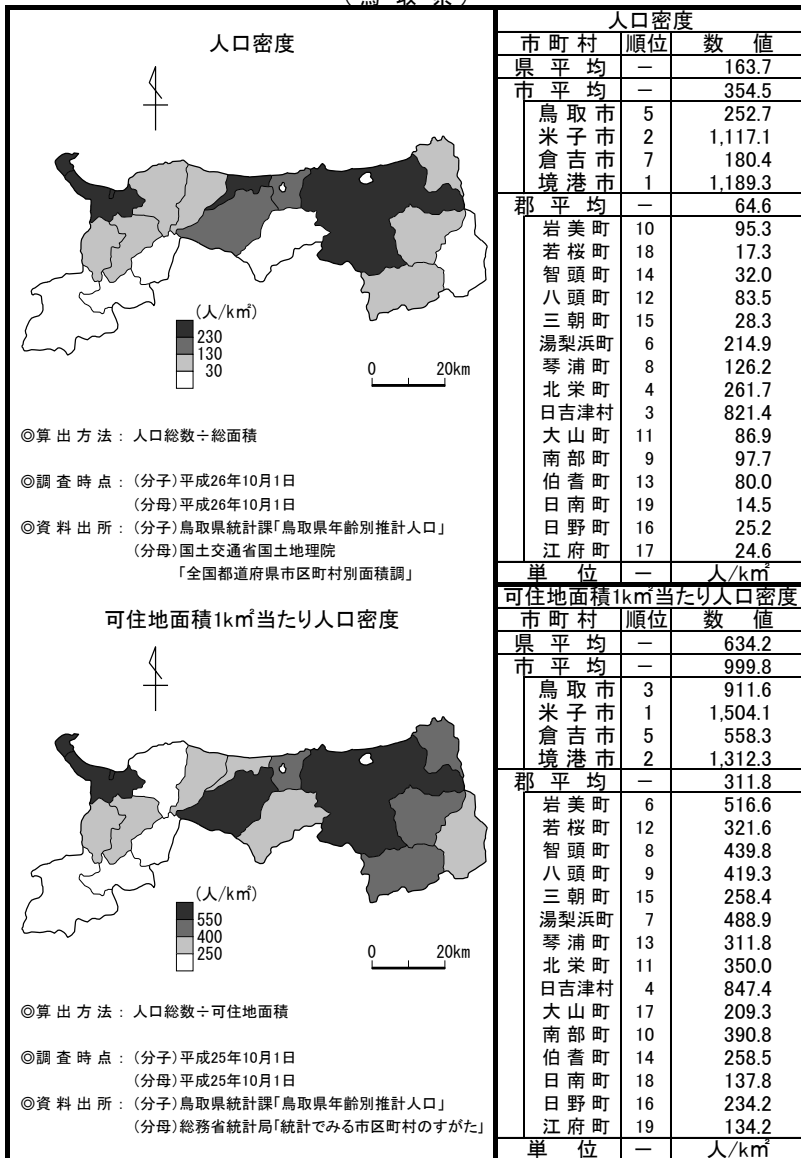 (鳥取県)
人口密度
(人/k㎡)
230
130
30
0 20km
◎算出方法：人口総数÷総面積
◎調査時点：(分子)平成26年10月1日
(分母)平成26年10月1日
◎資料出所：(分子)鳥取県統計課「鳥取県年齢別推計人口」
(分母)国土交通省国土地理院
「全国都道府県市区町村別面積調」
人口密度
市町村 順位 数値
県平均 － 163.7
市平均 － 354.5
鳥取市 5 252.7
米子市 2 1,117.1
倉吉市 7 180.4
境港市 1 1,189.3
郡平均 － 64.6
岩美町 10 95.3
若桜町 18 17.3
智頭町 14 32.0
八頭町 12 83.5
三朝町 15 28.3
湯梨浜町 6 214.9
琴浦町 8 126.2
北栄町 4 261.7
日吉津村 3 821.4
大山町 11 86.9
南部町 9 97.7
伯耆町 13 80.0
日南町 19 14.5
日野町 16 25.2
江府町 17 24.6
単位 － 人/k㎡
可住地面積1k㎡当たり人口密度
(人/k㎡)
550
400
250
0 20km
◎算出方法：人口総数÷可住地面積
◎調査時点：(分子)平成25年10月1日
(分母)平成25年10月1日
◎資料出所：(分子)鳥取県統計課「鳥取県年齢別推計人口」
(分母)総務省統計局「統計でみる市区町村のすがた」
可住地面積1k㎡当たり人口密度
市町村 順位 数値
県平均 － 634.2
市平均 － 999.8
鳥取市 3 911.6
米子市 1 1,504.1
倉吉市 5 558.3
境港市 2 1,312.3
郡平均 － 311.8
岩美町 6 516.6
若桜町 12 321.6
智頭町 8 439.8
八頭町 9 419.3
三朝町 15 258.4
湯梨浜町 7 488.9
琴浦町 13 311.8
北栄町 11 350.0
日吉津村 4 847.4
大山町 17 209.3
南部町 10 390.8
伯耆町 14 258.5
日南町 18 137.8
日野町 16 234.2
江府町 19 134.2
単位 － 人/k㎡